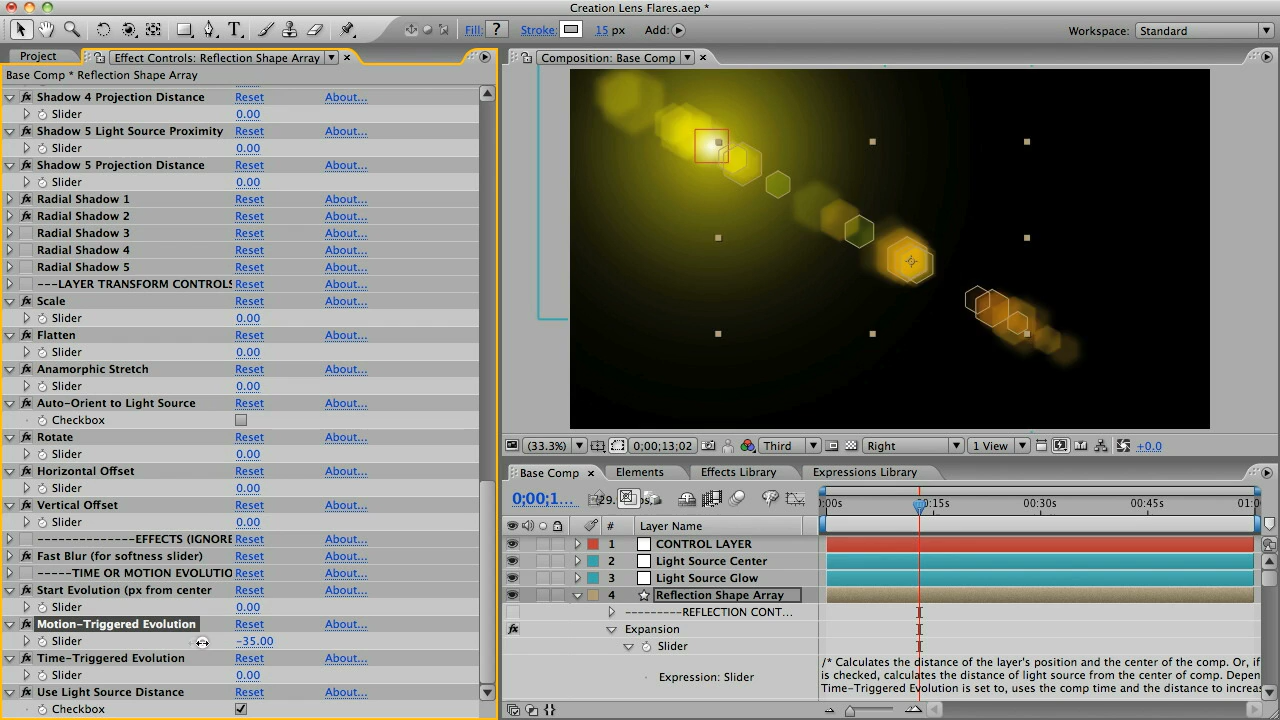 Creation Lens Flares.aep *
T Fill: ? Stroke: 15 px Add: Workspace: Standard
Project Effect Controls: Reflection Shape Array
Base Comp * Reflection Shape Array
Shadow 4 Projection Distance Reset About...
Slider 0.00
Shadow 5 Light Source Proximity Reset About...
Slider 0.00
Shadow 5 Projection Distance Reset About...
Slider 0.00
Radial Shadow 1 Reset About...
Radial Shadow 2 Reset About...
Radial Shadow 3 Reset About...
Radial Shadow 4 Reset About...
Radial Shadow 5 Reset About...
---LAYER TRANSFORM CONTROLS Reset About...
Scale Reset About...
Slider 0.00
Flatten Reset About...
Slider 0.00
Anamorphic Stretch Reset About...
Slider 0.00
Auto-Orient to Light Source Reset About...
Checkbox
Rotate Reset About...
Slider 0.00
Horizontal Offset Reset About...
Slider 0.00
Vertical Offset Reset About...
Slider 0.00
-------------EFFECTS (IGNORE Reset About...
Fast Blur (for softness slider) Reset About...
-----TIME OR MOTION EVOLUTIO Reset About...
Start Evolution (px from center Reset About...
Slider 0.00
Motion-Triggered Evolution Reset About...
Slider -35.00
Time-Triggered Evolution Reset About...
Slider 0.00
Use Light Source Distance Reset About...
Checkbox
Composition: Base Comp
(33.3%) 0;00;13;02 Third Right 1 View +0.0
Base Comp Elements Effects Library Expressions Library
0;00;1... (29. :00s 00:15s 00:30s 00:45s 01:0
# Layer Name
1 CONTROL LAYER
2 Light Source Center
3 Light Source Glow
4 Reflection Shape Array
---------REFLECTION CONT...
Expansion
Slider
Expression: Slider
/* Calculates the distance of the layer's position and the center of the comp. Or, if
is checked, calculates the distance of light source from the center of comp. Depen
Time-Triggered Evolution is set to, uses the comp time and the distance to increas